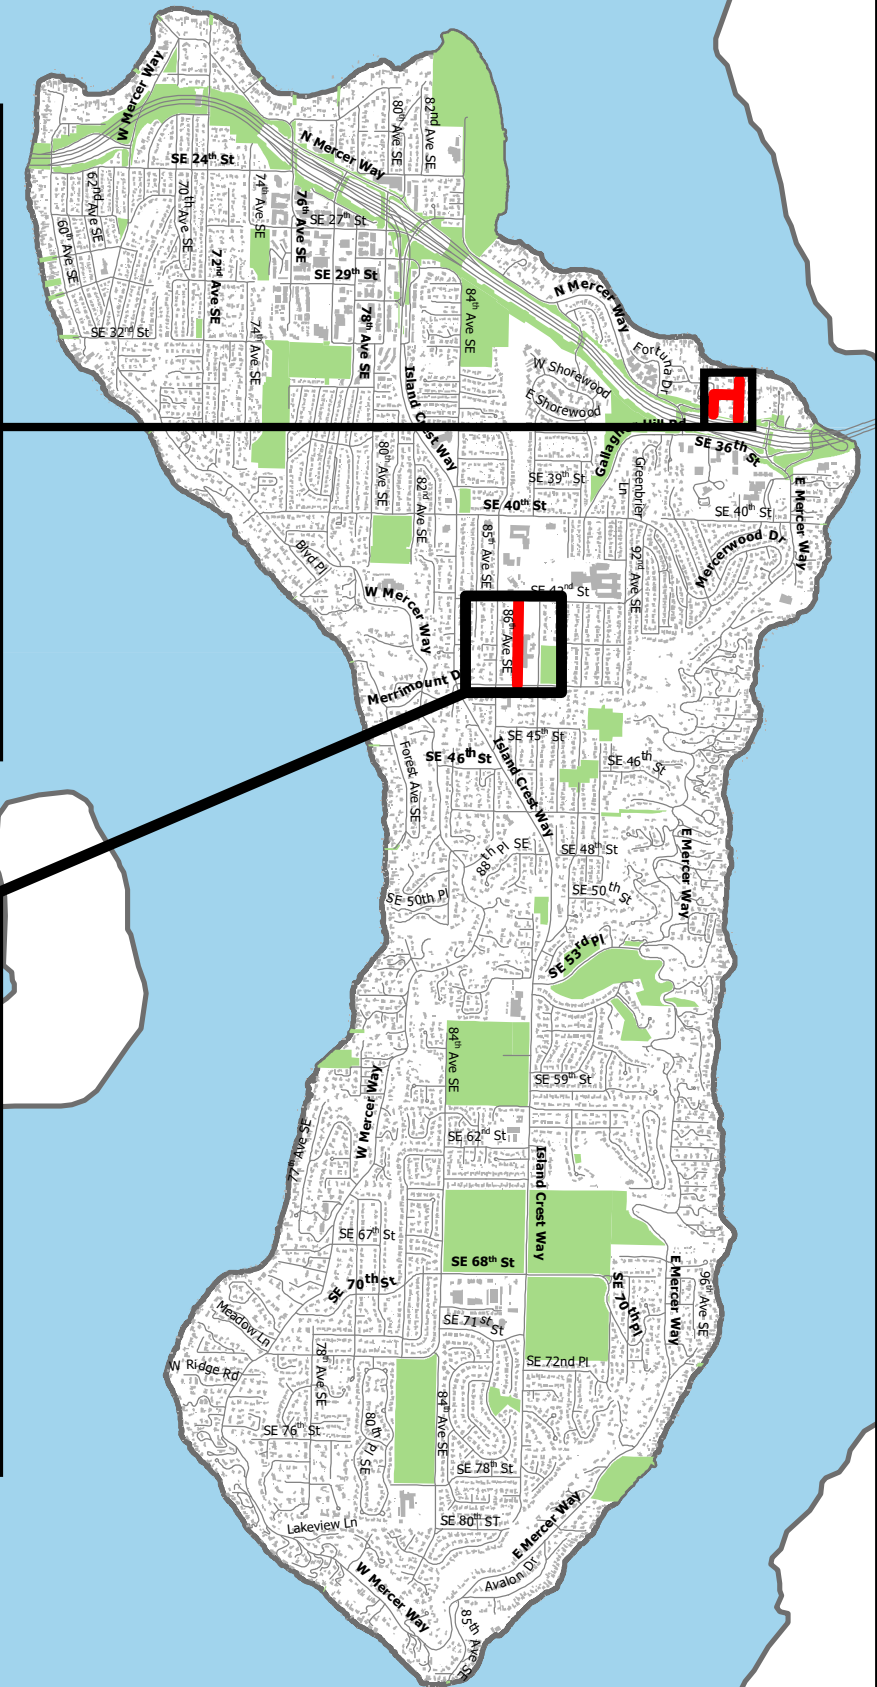 W Mercer Way
80th Ave SE
82nd Ave SE
N Mercer Way
SE 24th St
62nd Ave SE
70th Ave SE
74th Ave SE
76th Ave SE
SE 27th St
60th Ave SE
72nd Ave SE
SE 29th St
N Mercer Way
84th Ave SE
78th Ave SE
SE 32nd St
74th Ave SE
Fortuna Dr
W Shorewood
E Shorewood
Island Crest Way
SE 36th St
80th Ave SE
82nd Ave SE
SE 39th St
Greenbrier Ln
SE 40th St
SE 40th St
E Mercer Way
85th Ave SE
Mercerwood Dr
Blvd Pl
92nd Ave SE
W Mercer Way
86th Ave SE
SE 45th St
SE 46th St
Island Crest Way
SE 46th St
Forest Ave SE
88th Pl SE
SE 48th St
E Mercer Way
SE 50th Pl
SE 50th St
SE 53rd Pl
84th Ave SE
SE 59th St
W Mercer Way
77th Ave SE
SE 62nd St
Island Crest Way
SE 67th St
SE 68th St
SE 70th St
SE 70th Pl
E Mercer Way
96th Ave SE
Meadow Ln
SE 71st St
W Ridge Rd
78th Ave SE
SE 72nd Pl
84th Ave SE
SE 76th St
SE 78th St
Lakeview Ln
SE 80th ST
E Mercer Way
Avalon Dr
W Mercer Way
85th Ave SE